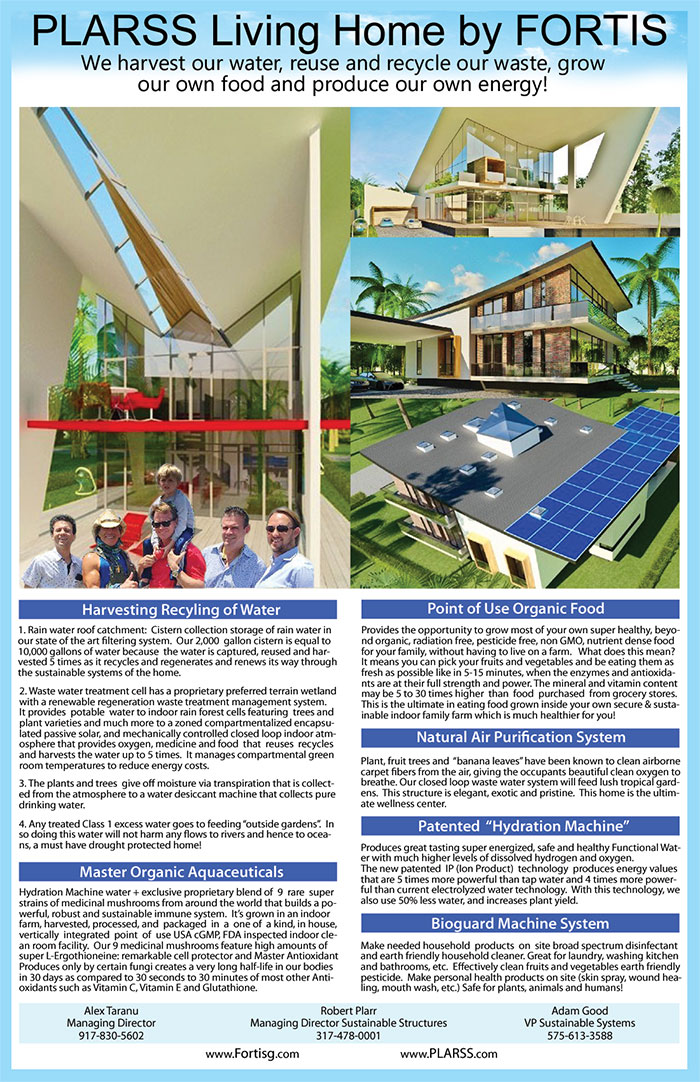 PLARSS Living Home by FORTIS
We harvest our water, reuse and recycle our waste, grow
our own food and produce our own energy!
Harvesting Recyling of Water
1. Rain water roof catchment: Cistern collection storage of rain water in
our state of the art filtering system. Our 2,000 gallon cistern is equal to
10,000 gallons of water because the water is captured, reused and har-
vested 5 times as it recycles and regenerates and renews its way through
the sustainable systems of the home.
2. Waste water treatment cell has a proprietary preferred terrain wetland
with a renewable regeneration waste treatment management system.
It provides potable water to indoor rain forest cells featuring trees and
plant varieties and much more to a zoned compartmentalized encapsu-
lated passive solar, and mechanically controlled closed loop indoor atm-
osphere that provides oxygen, medicine and food that reuses recycles
and harvests the water up to 5 times. It manages compartmental green
room temperatures to reduce energy costs.
3. The plants and trees give off moisture via transpiration that is collect-
ed from the atmosphere to a water desiccant machine that collects pure
drinking water.
4. Any treated Class 1 excess water goes to feeding "outside gardens". In
so doing this water will not harm any flows to rivers and hence to ocea-
ns, a must have drought protected home!
Master Organic Aquaceuticals
Hydration Machine water + exclusive proprietary blend of 9 rare super
strains of medicinal mushrooms from around the world that builds a po-
werful, robust and sustainable immune system. It's grown in an indoor
farm, harvested, processed, and packaged in a one of a kind, in house,
vertically integrated point of use USA cGMP, FDA inspected indoor cle-
an room facility. Our 9 medicinal mushrooms feature high amounts of
super L-Ergothioneine: remarkable cell protector and Master Antioxidant
Produces only by certain fungi creates a very long half-life in our bodies
in 30 days as compared to 30 seconds to 30 minutes of most other Anti-
oxidants such as Vitamin C, Vitamin E and Glutathione.
Point of Use Organic Food
Provides the opportunity to grow most of your own super healthy, beyo-
nd organic, radiation free, pesticide free, non GMO, nutrient dense food
for your family, without having to live on a farm. What does this mean?
It means you can pick your fruits and vegetables and be eating them as
fresh as possible like in 5-15 minutes, when the enzymes and antioxida-
nts are at their full strength and power. The mineral and vitamin content
may be 5 to 30 times higher than food purchased from grocery stores.
This is the ultimate in eating food grown inside your own secure & susta-
inable indoor family farm which is much healthier for you!
Natural Air Purification System
Plant, fruit trees and "banana leaves" have been known to clean airborne
carpet fibers from the air, giving the occupants beautiful clean oxygen to
breathe. Our closed loop waste water system will feed lush tropical gard-
ens. This structure is elegant, exotic and pristine. This home is the ultim-
ate wellness center.
Patented "Hydration Machine"
Produces great tasting super energized, safe and healthy Functional Wat-
er with much higher levels of dissolved hydrogen and oxygen.
The new patented IP (Ion Product) technology produces energy values
that are 5 times more powerful than tap water and 4 times more power-
ful than current electrolyzed water technology. With this technology, we
also use 50% less water, and increases plant yield.
Bioguard Machine System
Make needed household products on site broad spectrum disinfectant
and earth friendly household cleaner. Great for laundry, washing kitchen
and bathrooms, etc. Effectively clean fruits and vegetables earth friendly
pesticide. Make personal health products on site (skin spray, wound hea-
ling, mouth wash, etc.) Safe for plants, animals and humans!
Alex Taranu
Managing Director
917-830-5602
Robert Plarr
Managing Director Sustainable Structures
317-478-0001
Adam Good
VP Sustainable Systems
575-613-3588
www.Fortisg.com
www.PLARSS.com